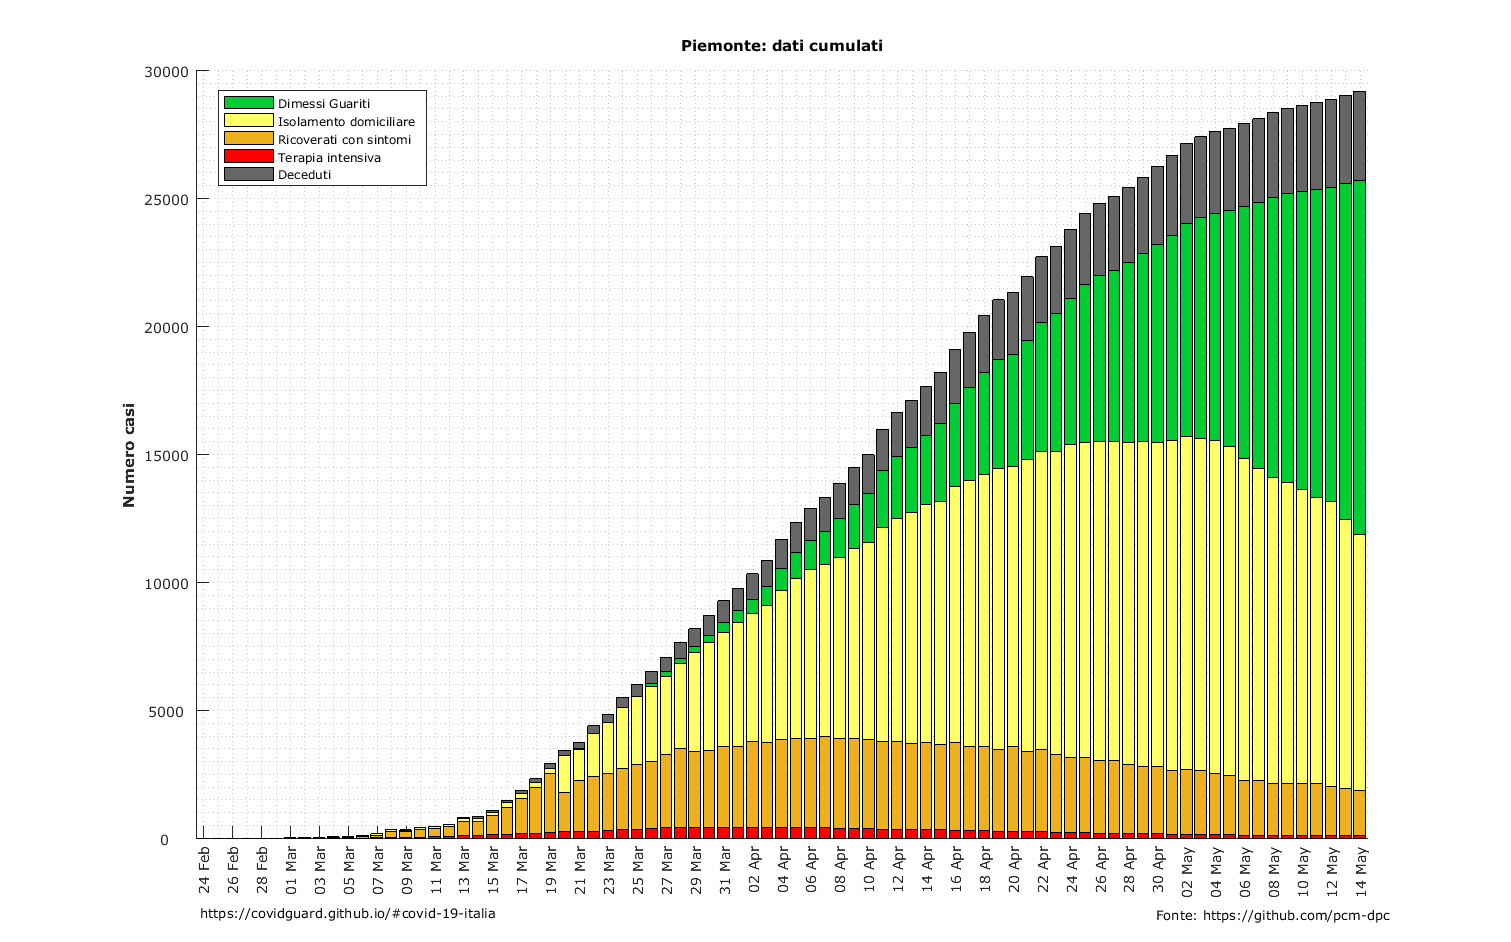 Piemonte: dati cumulati
30000
25000
20000
15000
10000
5000
0
Numero casi
Dimessi Guariti
Isolamento domiciliare
Ricoverati con sintomi
Terapia intensiva
Deceduti
24 Feb
26 Feb
28 Feb
01 Mar
03 Mar
05 Mar
07 Mar
09 Mar
11 Mar
13 Mar
15 Mar
17 Mar
19 Mar
21 Mar
23 Mar
25 Mar
27 Mar
29 Mar
31 Mar
02 Apr
04 Apr
06 Apr
08 Apr
10 Apr
12 Apr
14 Apr
16 Apr
18 Apr
20 Apr
22 Apr
24 Apr
26 Apr
28 Apr
30 Apr
02 May
04 May
06 May
08 May
10 May
12 May
14 May
https://covidguard.github.io/#covid-19-italia
Fonte: https://github.com/pcm-dpc